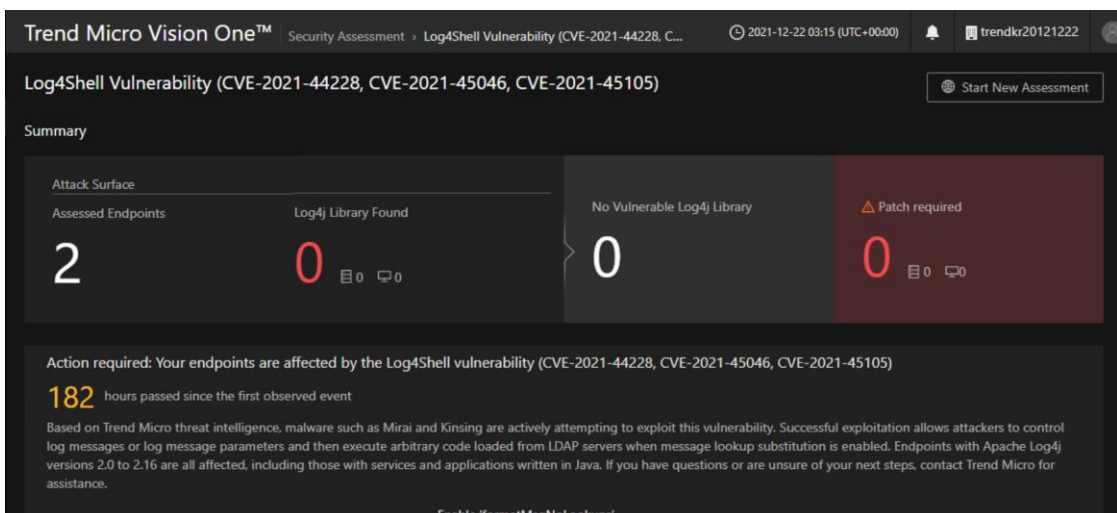 Trend Micro Vision One™ Security Assessment › Log4Shell Vulnerability (CVE-2021-44228, C... 2021-12-22 03:15 (UTC+00:00) trendkr20121222
Log4Shell Vulnerability (CVE-2021-44228, CVE-2021-45046, CVE-2021-45105) Start New Assessment
Summary
Attack Surface
Assessed Endpoints Log4j Library Found No Vulnerable Log4j Library Patch required
2 0 0 0 0 0 0 0
Action required: Your endpoints are affected by the Log4Shell vulnerability (CVE-2021-44228, CVE-2021-45046, CVE-2021-45105)
182 hours passed since the first observed event
Based on Trend Micro threat intelligence, malware such as Mirai and Kinsing are actively attempting to exploit this vulnerability. Successful exploitation allows attackers to control
log messages or log message parameters and then execute arbitrary code loaded from LDAP servers when message lookup substitution is enabled. Endpoints with Apache Log4j
versions 2.0 to 2.16 are all affected, including those with services and applications written in Java. If you have questions or are unsure of your next steps, contact Trend Micro for
assistance.